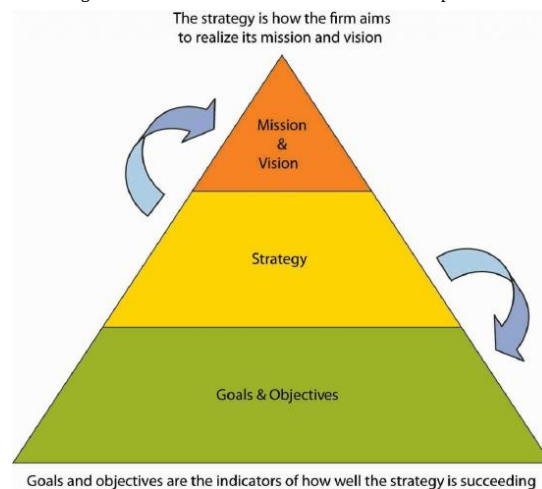 The strategy is how the firm aims
to realize its mission and vision
Mission
&
Vision
Strategy
Goals & Objectives
Goals and objectives are the indicators of how well the strategy is succeeding